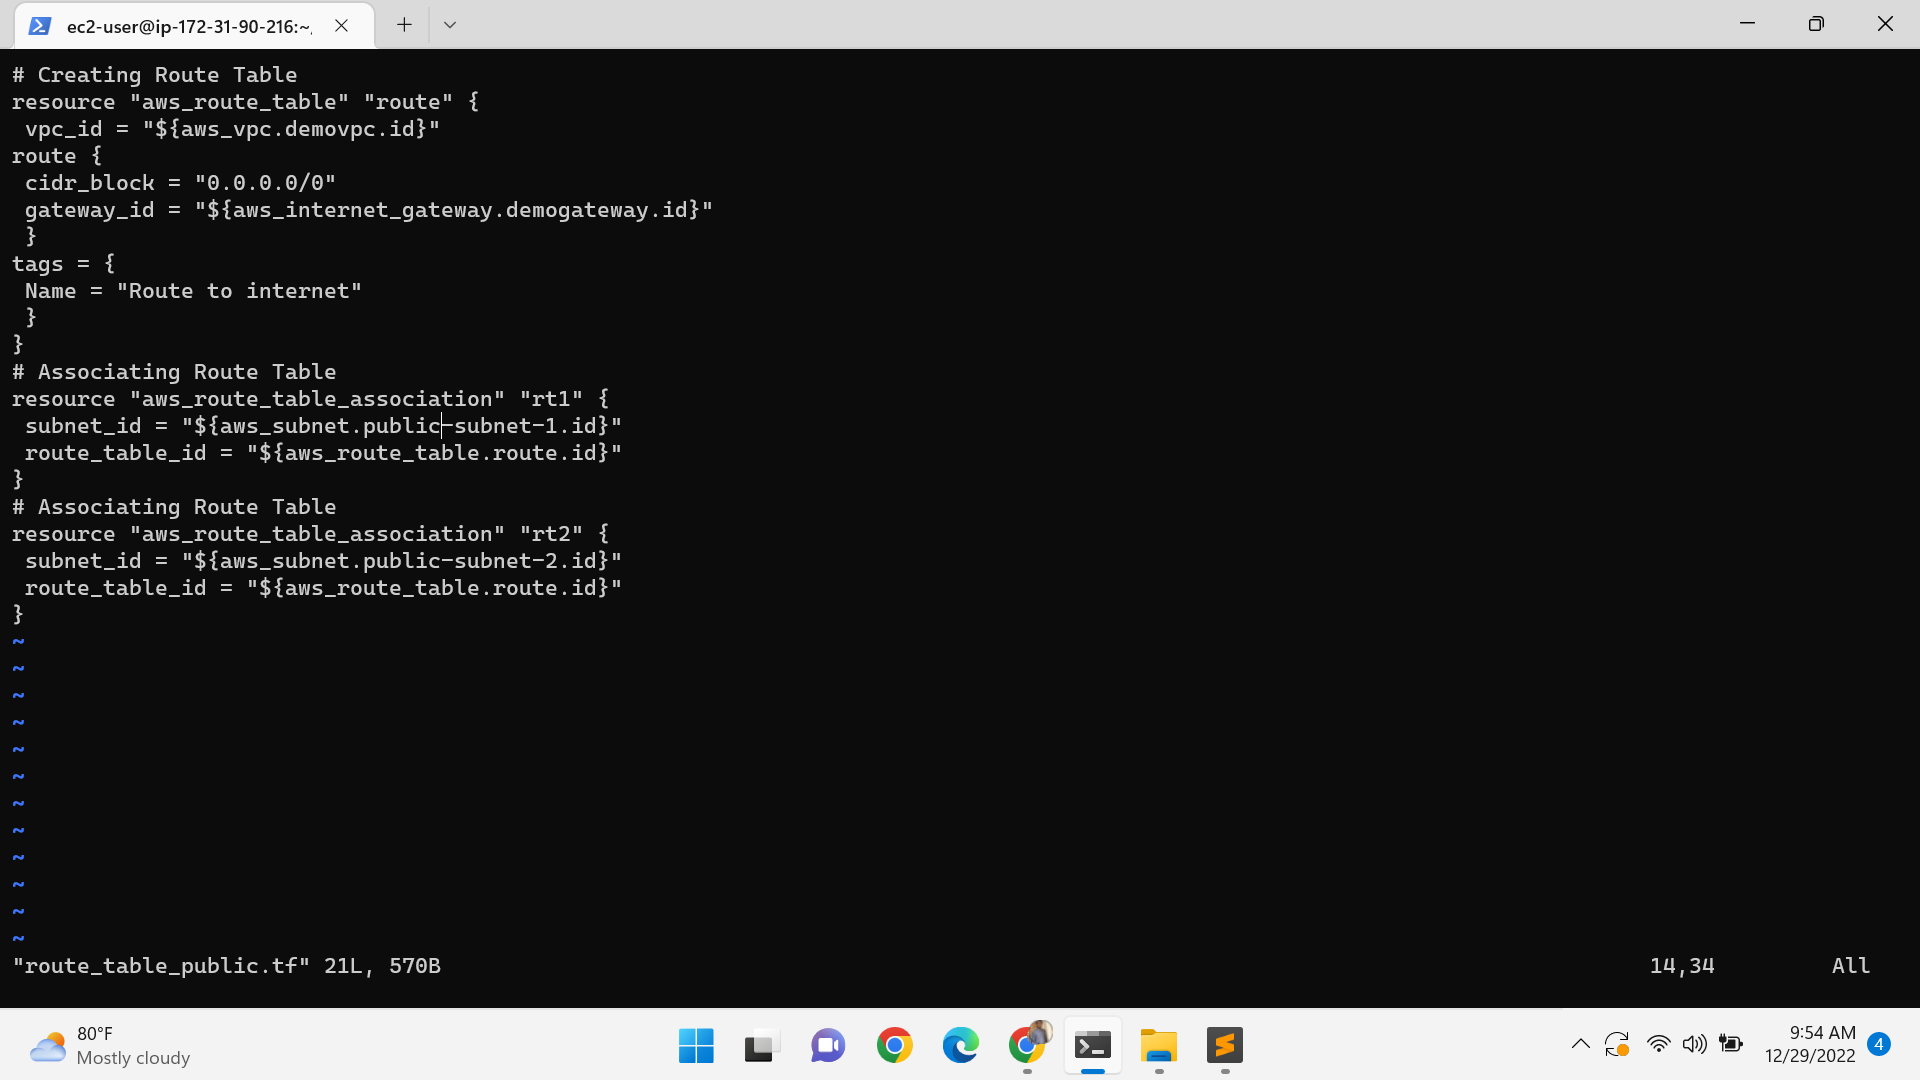 ec2-user@ip-172-31-90-216:~
# Creating Route Table
resource "aws_route_table" "route" {
 vpc_id = "${aws_vpc.demovpc.id}"
route {
 cidr_block = "0.0.0.0/0"
 gateway_id = "${aws_internet_gateway.demogateway.id}"
 }
tags = {
 Name = "Route to internet"
 }
}
# Associating Route Table
resource "aws_route_table_association" "rt1" {
 subnet_id = "${aws_subnet.public-subnet-1.id}"
 route_table_id = "${aws_route_table.route.id}"
}
# Associating Route Table
resource "aws_route_table_association" "rt2" {
 subnet_id = "${aws_subnet.public-subnet-2.id}"
 route_table_id = "${aws_route_table.route.id}"
}
~
~
~
~
~
~
~
~
~
~
~
~
"route_table_public.tf" 21L, 570B 14,34 All
80°F
Mostly cloudy
9:54 AM
12/29/2022
4